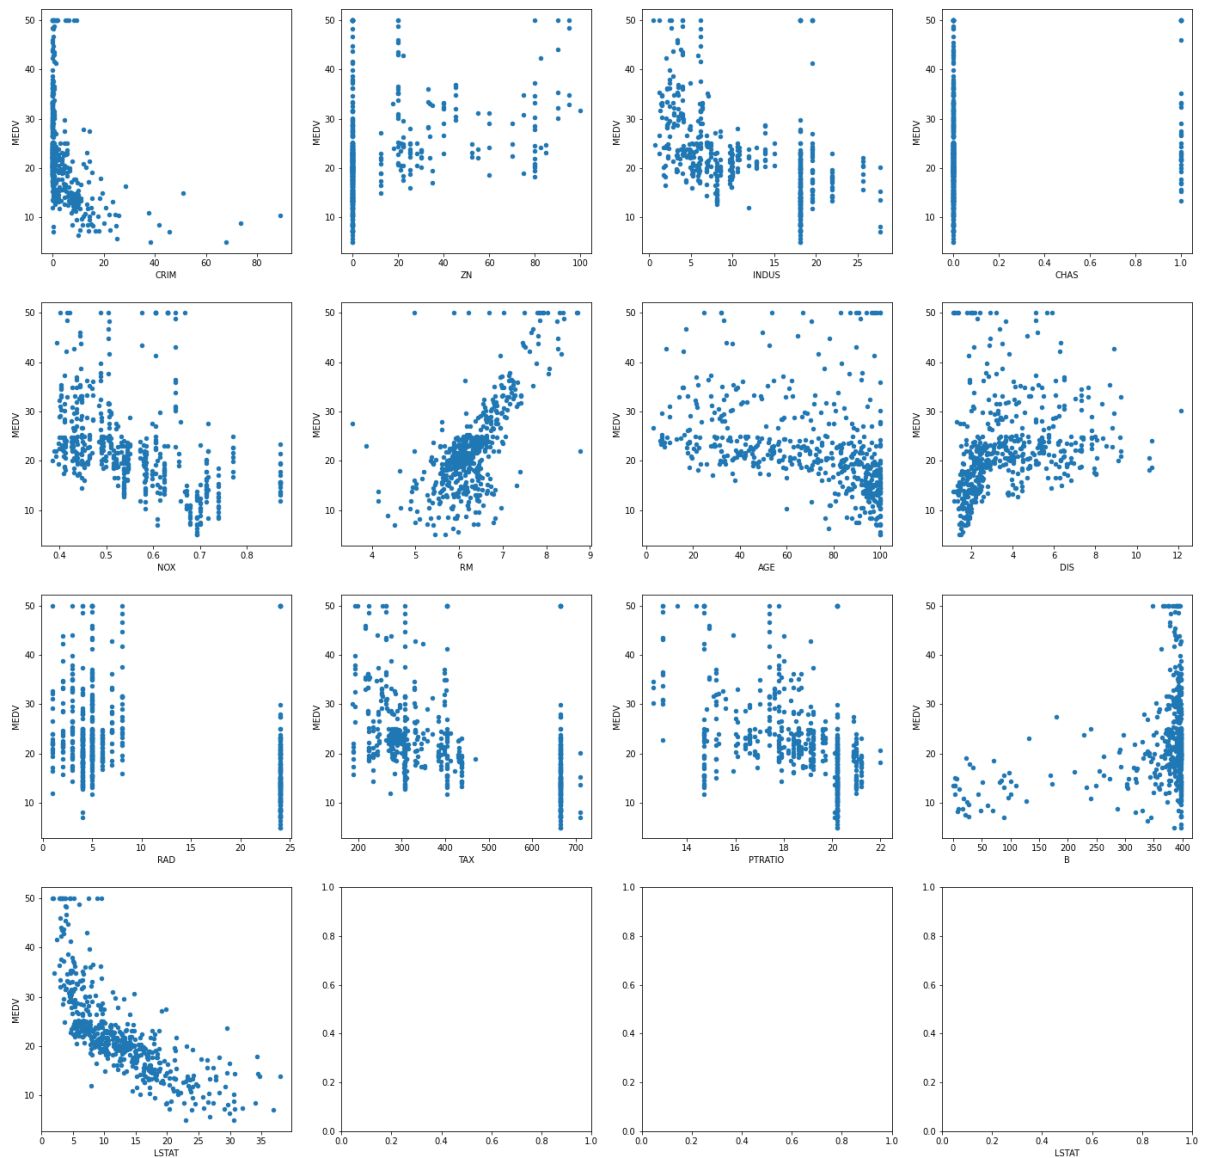 50
40
30
20
10
MEDV
0 20 40 60 80
CRIM
50
40
30
20
10
MEDV
0 20 40 60 80 100
ZN
50
40
30
20
10
MEDV
0 5 10 15 20 25
INDUS
50
40
30
20
10
MEDV
0.0 0.2 0.4 0.6 0.8 1.0
CHAS
50
40
30
20
10
MEDV
0.4 0.5 0.6 0.7 0.8
NOX
50
40
30
20
10
MEDV
4 5 6 7 8 9
RM
50
40
30
20
10
MEDV
0 20 40 60 80 100
AGE
50
40
30
20
10
MEDV
2 4 6 8 10 12
DIS
50
40
30
20
10
MEDV
0 5 10 15 20 25
RAD
50
40
30
20
10
MEDV
200 300 400 500 600 700
TAX
50
40
30
20
10
MEDV
14 16 18 20 22
PTRATIO
50
40
30
20
10
MEDV
0 50 100 150 200 250 300 350 400
B
50
40
30
20
10
MEDV
0 5 10 15 20 25 30 35
LSTAT
1.0
0.8
0.6
0.4
0.2
0.0
0.0 0.2 0.4 0.6 0.8 1.0
1.0
0.8
0.6
0.4
0.2
0.0
0.0 0.2 0.4 0.6 0.8 1.0
1.0
0.8
0.6
0.4
0.2
0.0
0.0 0.2 0.4 0.6 0.8 1.0
LSTAT